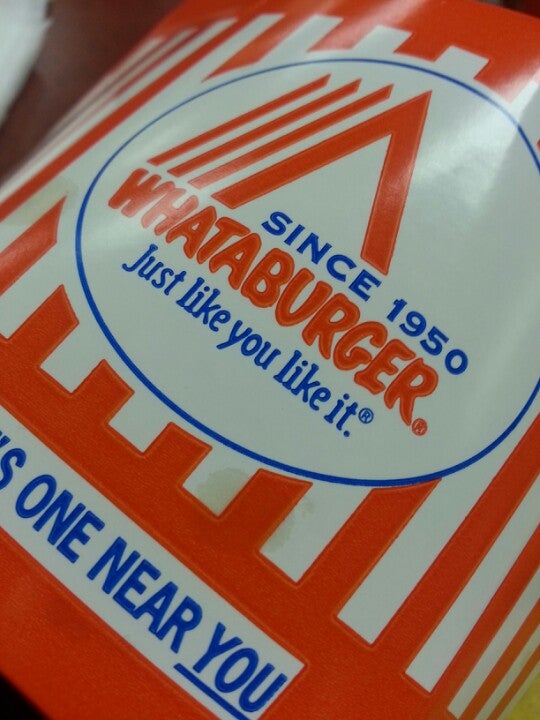 SINCE 1950
WHATABURGER®
Just like you like it.®
'S ONE NEAR YOU